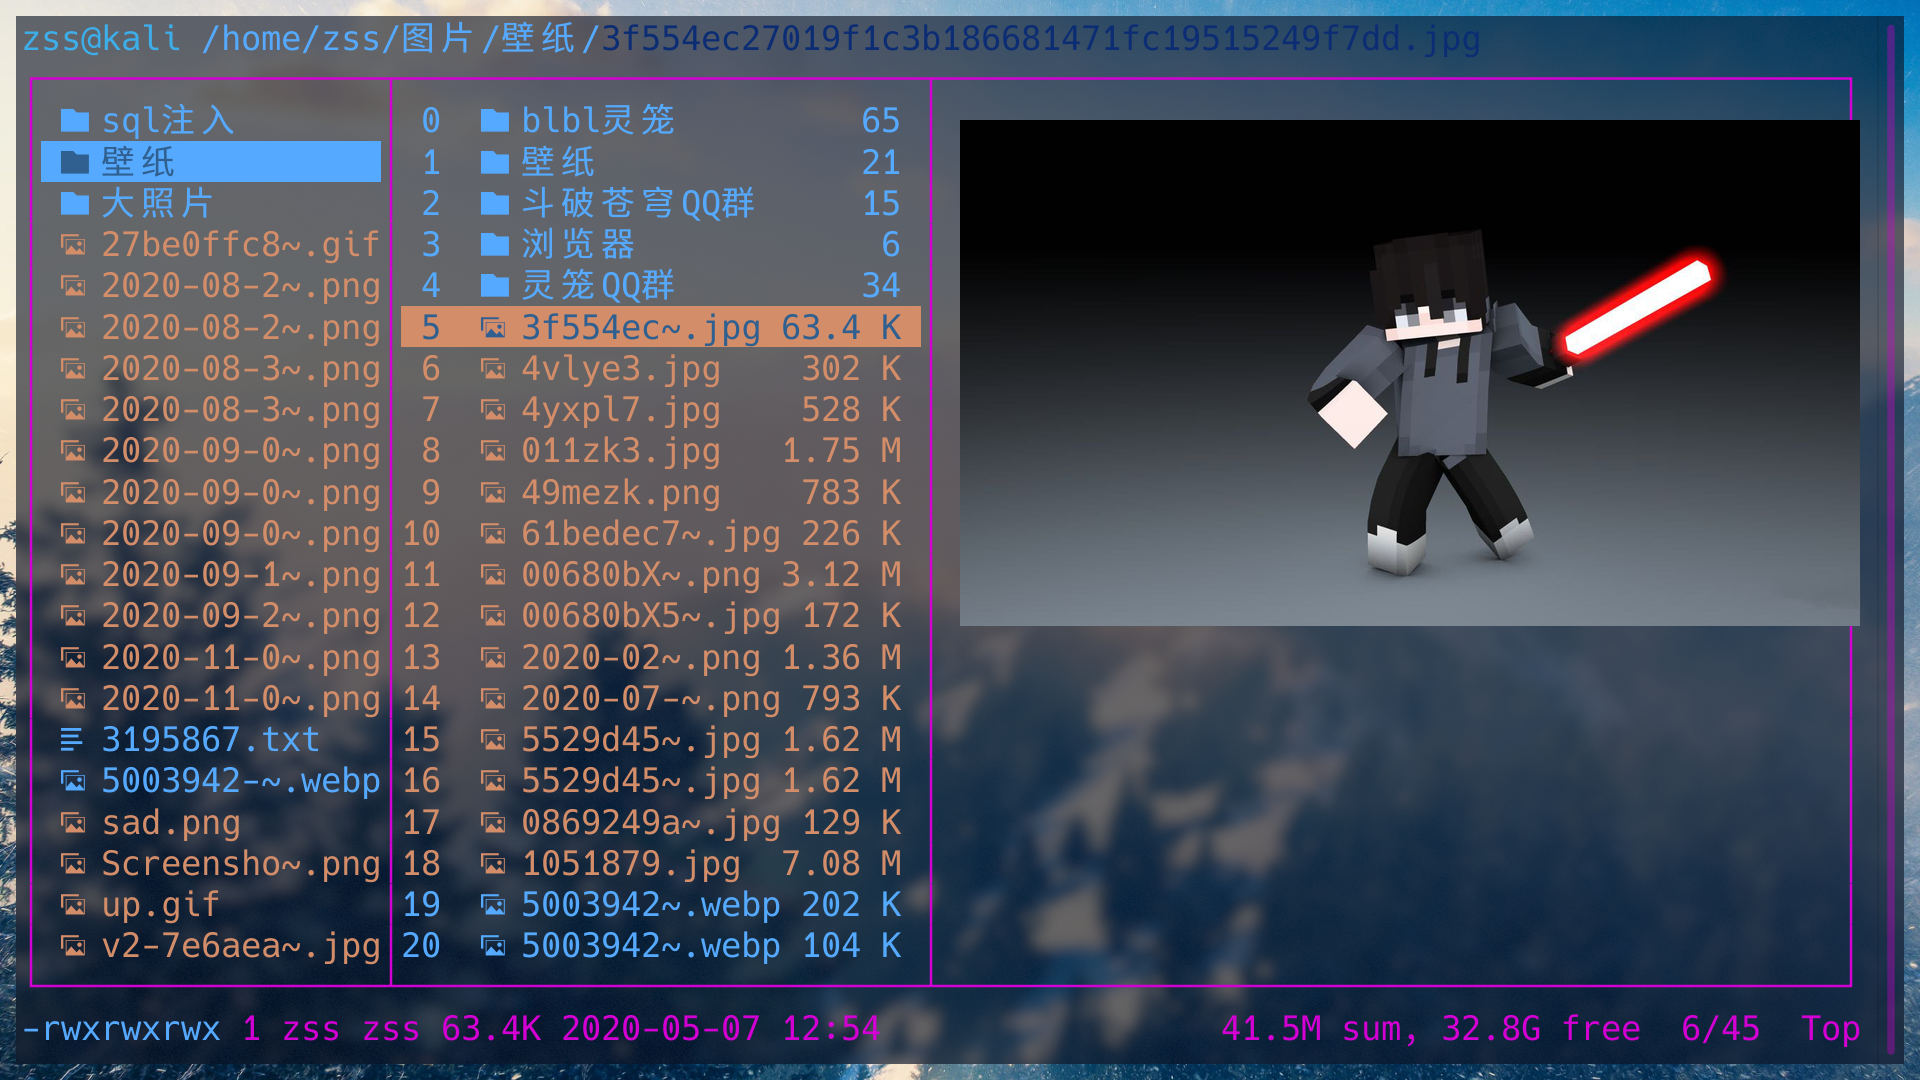 zss@kali /home/zss/图片/壁纸/3f554ec27019f1c3b186681471fc19515249f7dd.jpg
sql注入
壁纸
大照片
27be0ffc8~.gif
2020-08-2~.png
2020-08-2~.png
2020-08-3~.png
2020-08-3~.png
2020-09-0~.png
2020-09-0~.png
2020-09-0~.png
2020-09-1~.png
2020-09-2~.png
2020-11-0~.png
2020-11-0~.png
3195867.txt
5003942-~.webp
sad.png
Screensho~.png
up.gif
v2-7e6aea~.jpg
0 blbl灵笼 65
1 壁纸 21
2 斗破苍穹QQ群 15
3 浏览器 6
4 灵笼QQ群 34
5 3f554ec~.jpg 63.4 K
6 4vlye3.jpg 302 K
7 4yxpl7.jpg 528 K
8 011zk3.jpg 1.75 M
9 49mezk.png 783 K
10 61bedec7~.jpg 226 K
11 00680bX~.png 3.12 M
12 00680bX5~.jpg 172 K
13 2020-02~.png 1.36 M
14 2020-07-~.png 793 K
15 5529d45~.jpg 1.62 M
16 5529d45~.jpg 1.62 M
17 0869249a~.jpg 129 K
18 1051879.jpg 7.08 M
19 5003942~.webp 202 K
20 5003942~.webp 104 K
-rwxrwxrwx 1 zss zss 63.4K 2020-05-07 12:54 41.5M sum, 32.8G free 6/45 Top